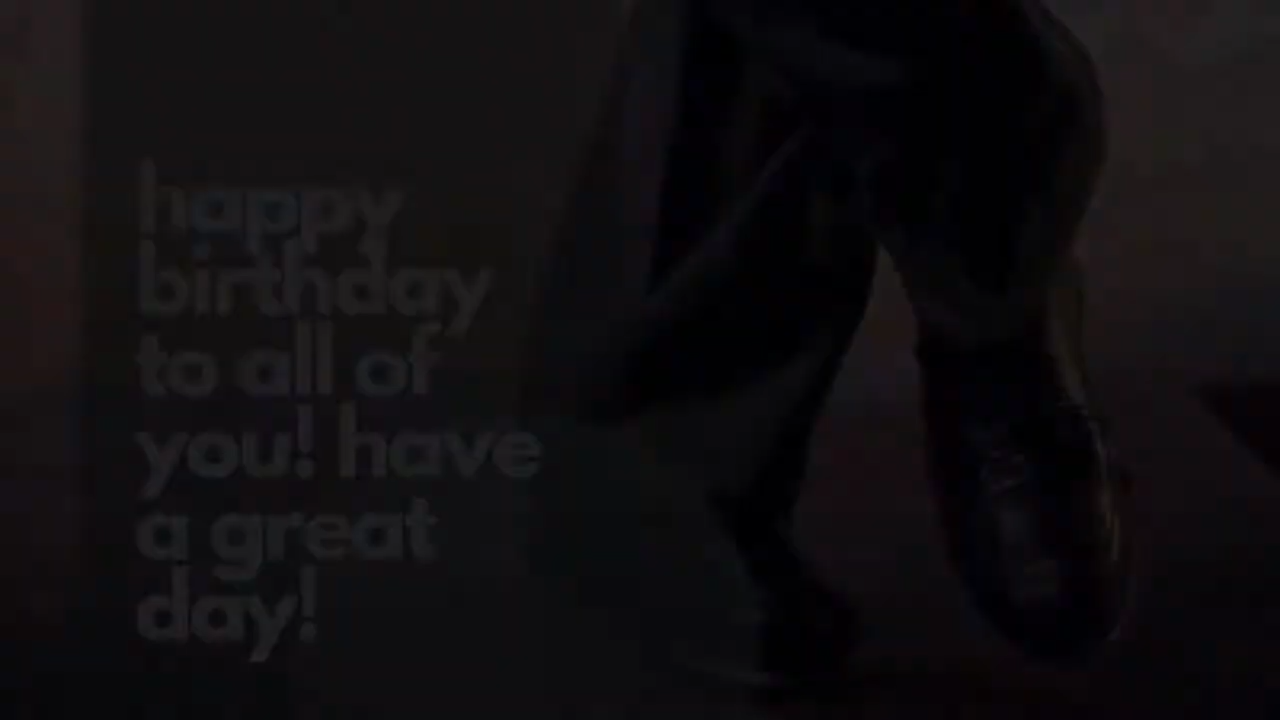 happy
birthday
to all of
you! have
a great
day!